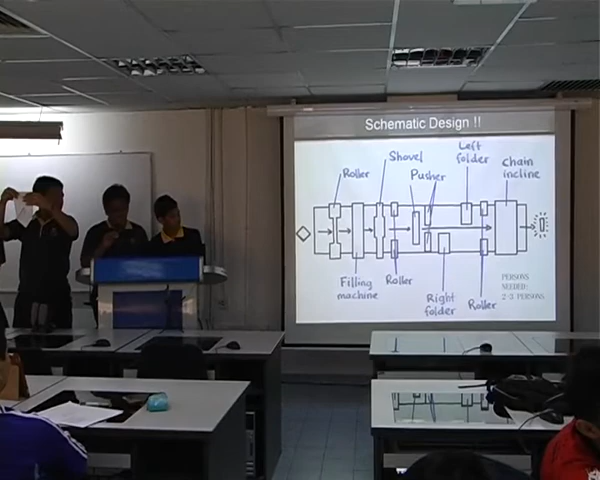 Schematic Design !!
Roller
Shovel
Pusher
Left
folder
chain
incline
Filling
machine
Roller
Right
folder
Roller
PERSONS
NEEDED:
2-3 PERSONS